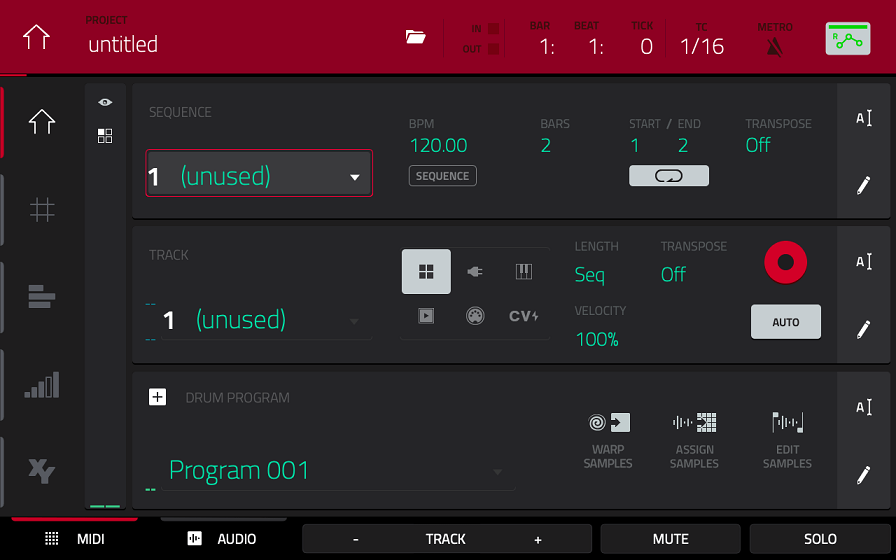 PROJECT
untitled
IN
OUT
BAR BEAT TICK TC METRO
1: 1: 0 1/16
R
SEQUENCE
1 (unused)
BPM BARS START / END TRANSPOSE
120.00 2 1 2 Off
SEQUENCE
A
TRACK
1 (unused)
CV
LENGTH TRANSPOSE
Seq Off
VELOCITY
100%
AUTO
A
DRUM PROGRAM
Program 001
WARP
SAMPLES
ASSIGN
SAMPLES
EDIT
SAMPLES
A
XY
MIDI AUDIO - TRACK + MUTE SOLO